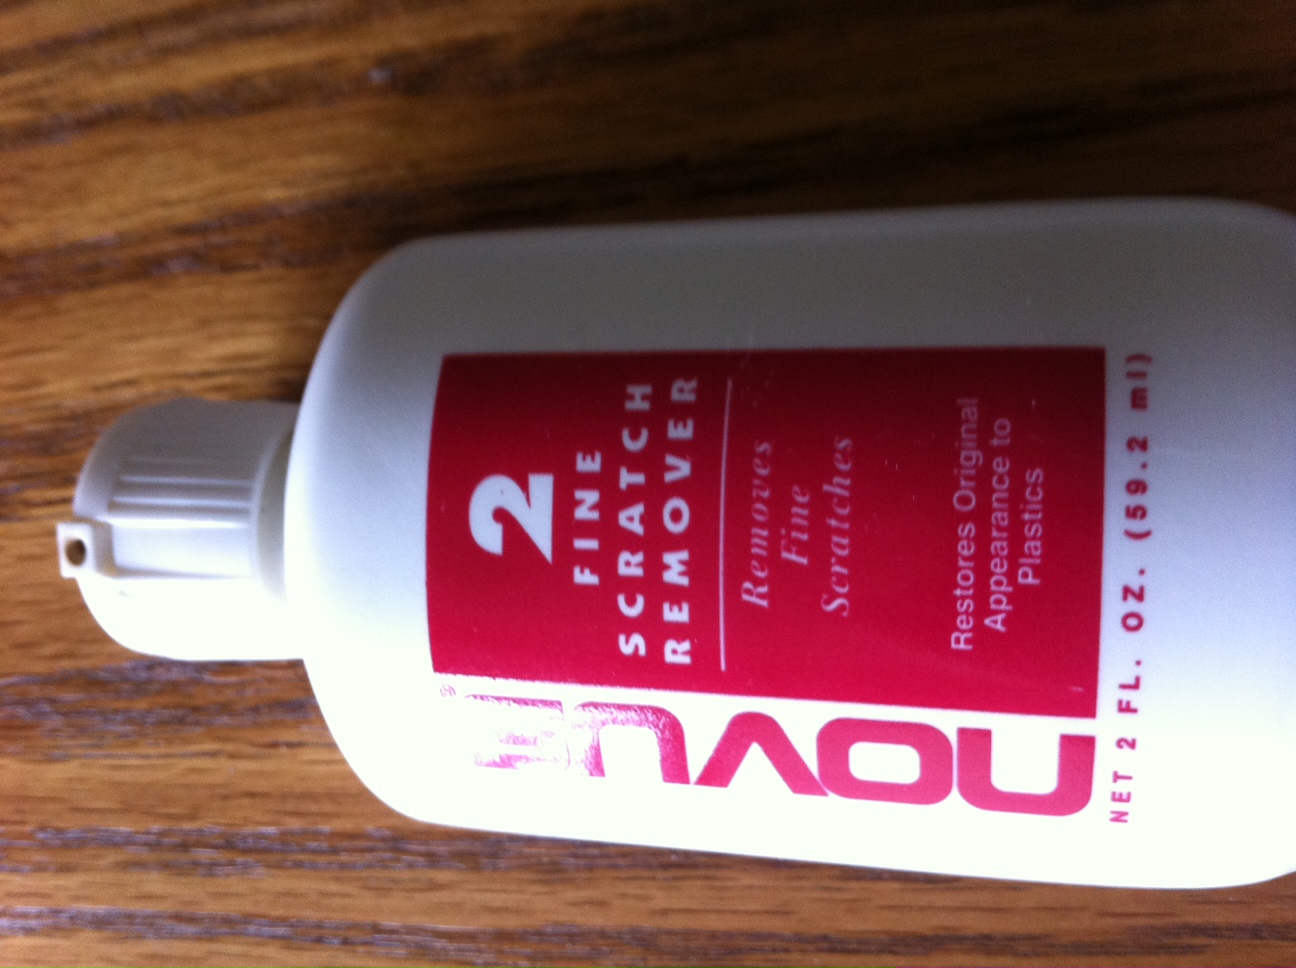 NOVUS®
2
FINE
SCRATCH
REMOVER
Removes
Fine
Scratches
Restores Original
Appearance to
Plastics
NET 2 FL. OZ. (59.2 ml)